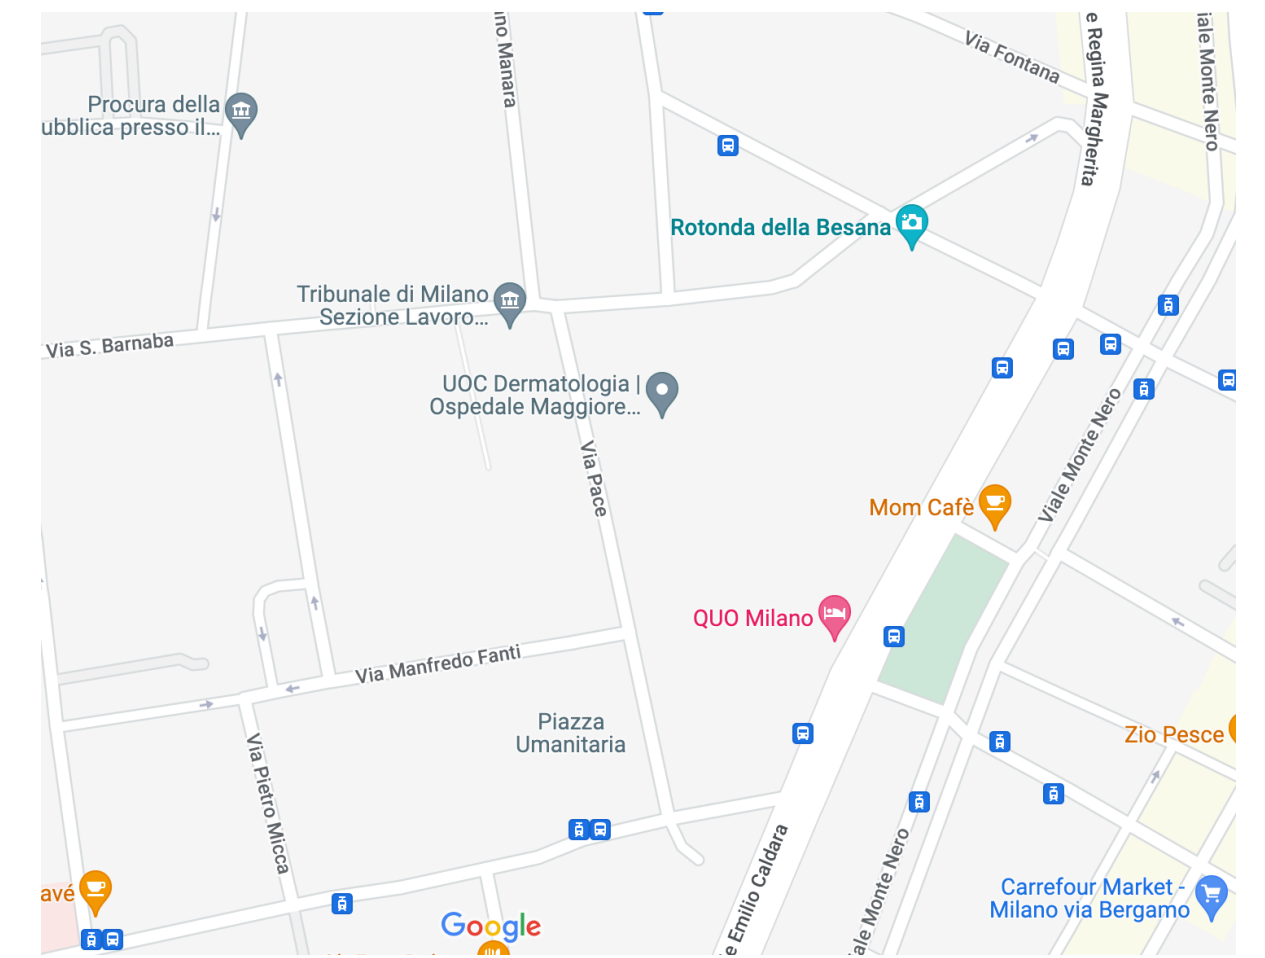 ano Manara
e Regina Margherita
iale Monte Nero
Via Fontana
Procura della
ubblica presso il...
Rotonda della Besana
Tribunale di Milano
Sezione Lavoro...
Via S. Barnaba
UOC Dermatologia |
Ospedale Maggiore...
Via Pace
Viale Monte Nero
Mom Cafè
QUO Milano
Via Manfredo Fanti
Piazza
Umanitaria
Zio Pesce
Via Pietro Micca
e Emilio Caldara
iale Monte Nero
avé
Carrefour Market -
Milano via Bergamo
Google